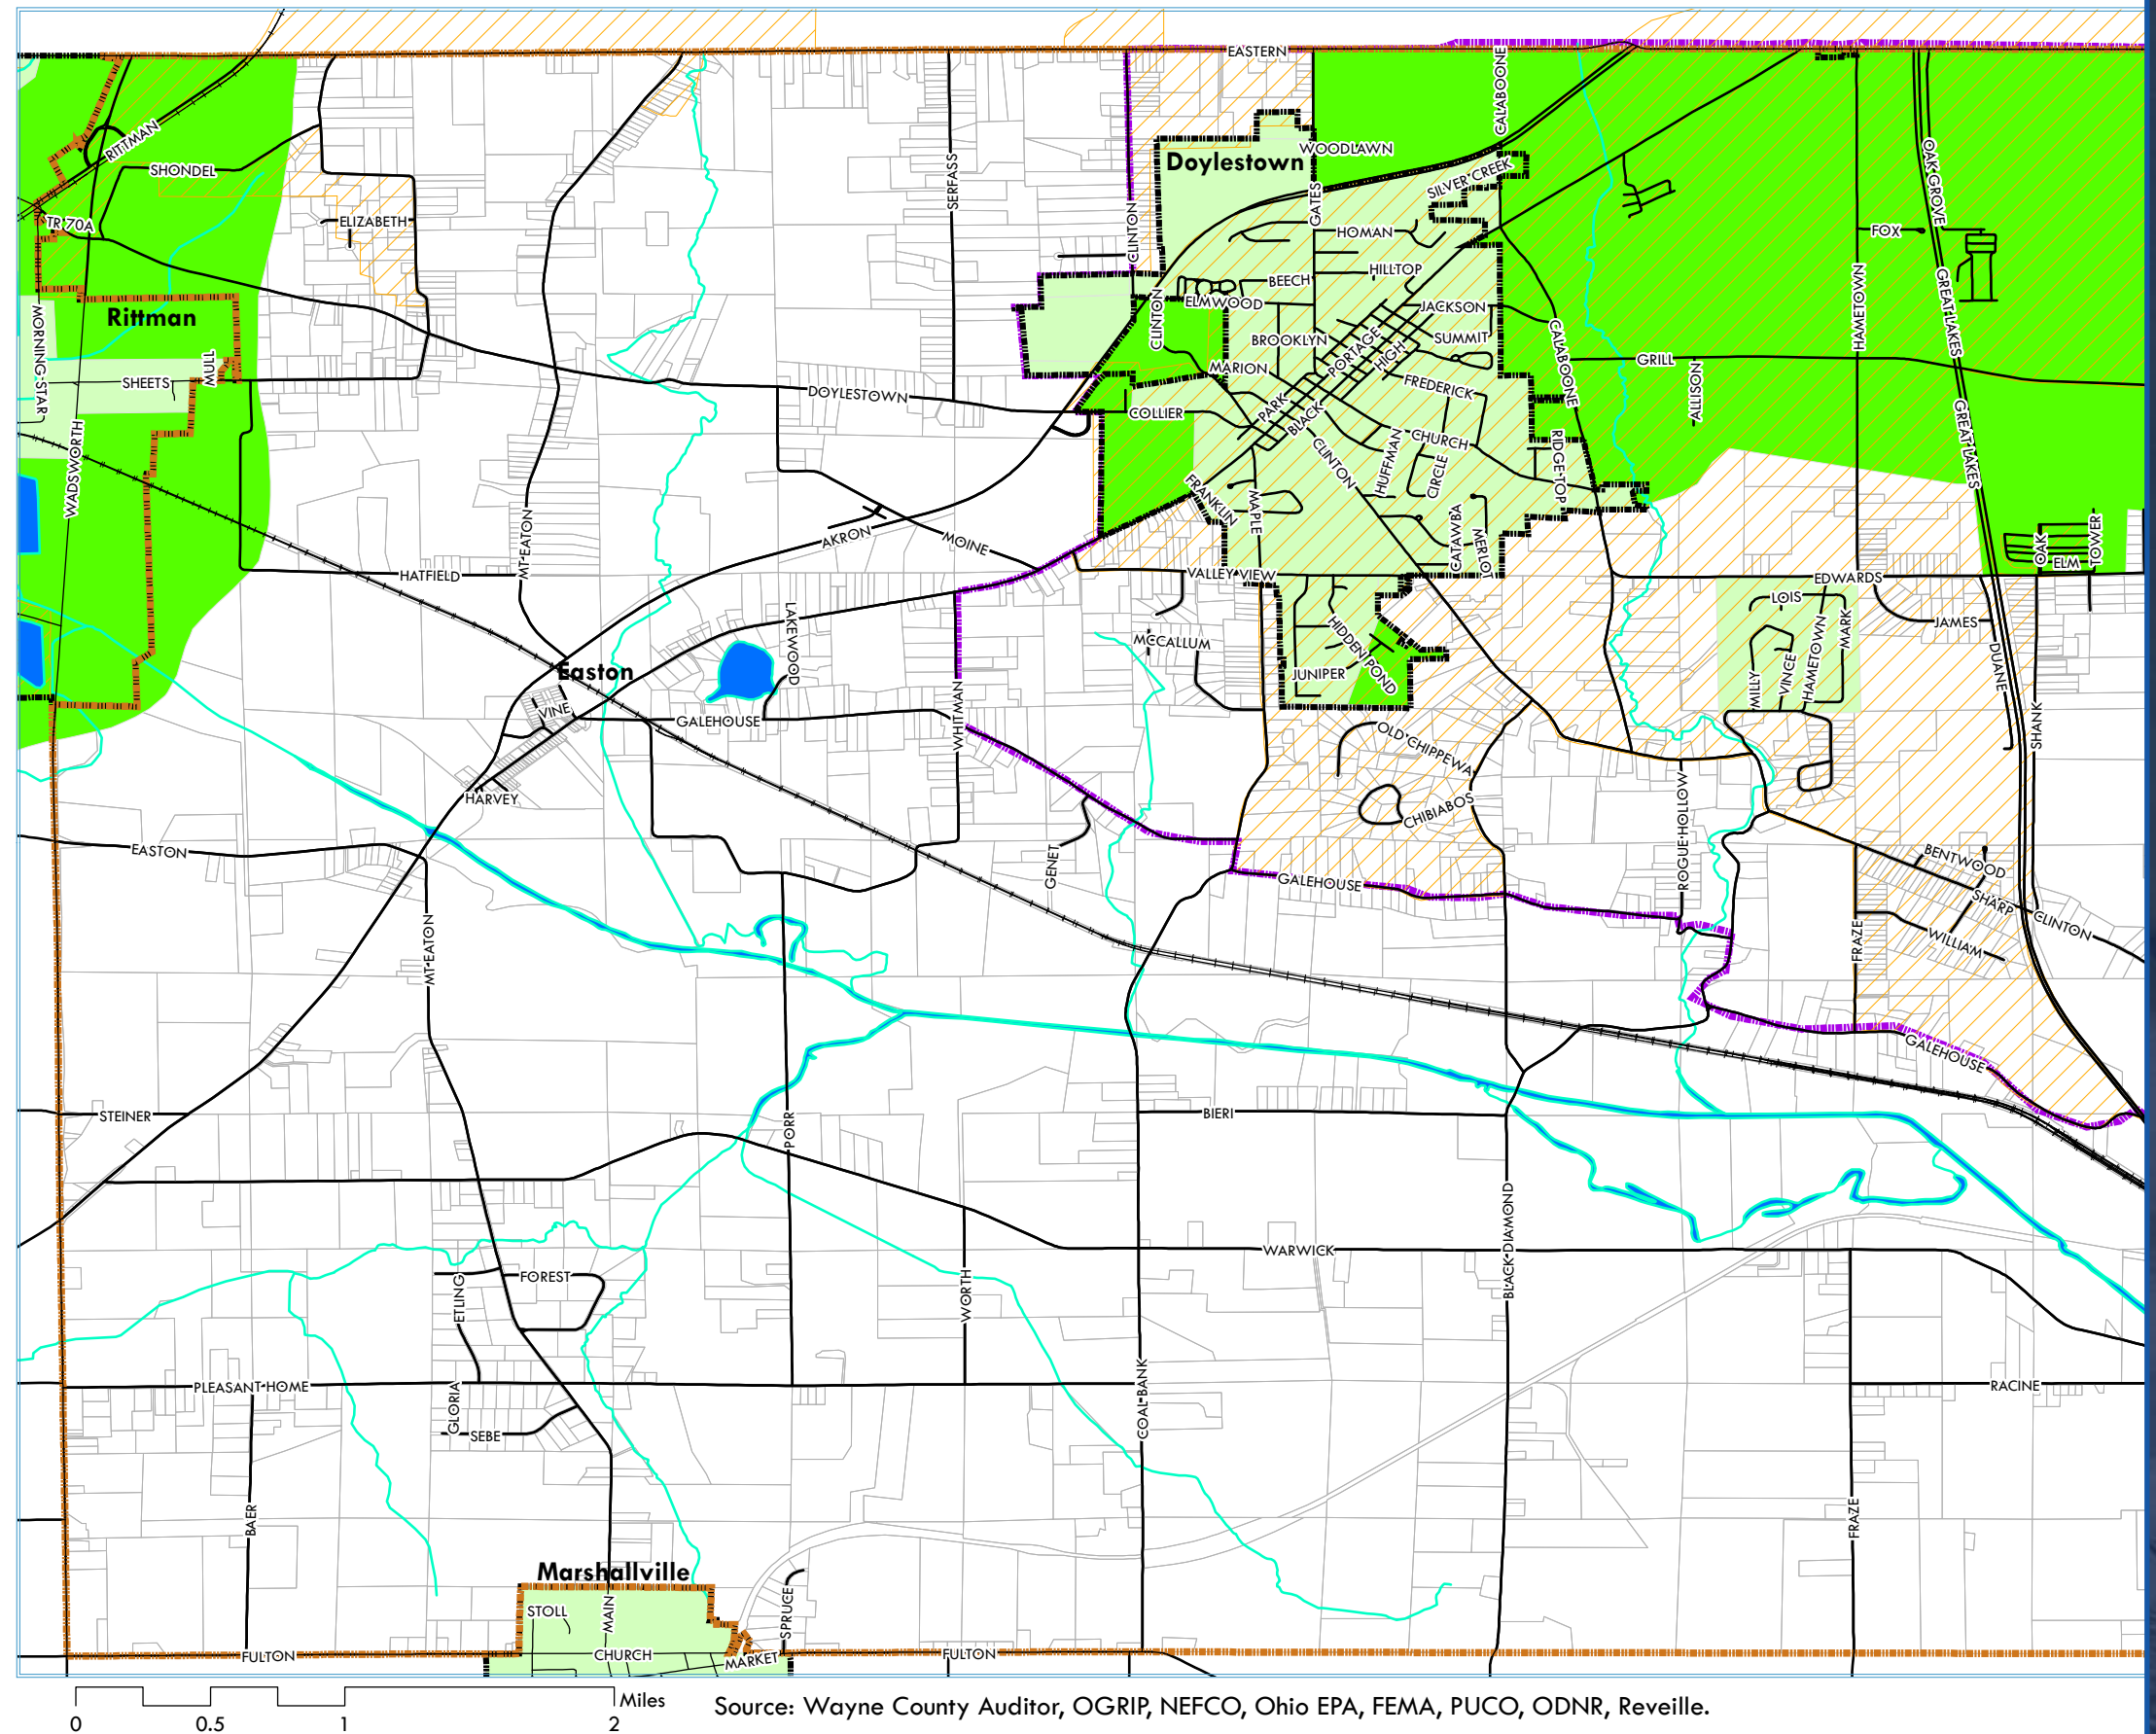 EASTERN
CALABOONE
RITTMAN
WOODLAWN
Doylestown
OAK GROVE
SHONDEL
SERFASS
SILVER CREEK
GATES
TR 70A
ELIZABETH
CLINTON
HOMAN
FOX
HILLTOP
BEECH
HAMETOWN
GREAT LAKES
Rittman
MORNING STAR
ELMWOOD
JACKSON
CLINTON
BROOKLYN
PORTAGE
SUMMIT
CALABOONE
HIGH
GRILL
MULL
SHEETS
MARION
FREDERICK
ALLISON
DOYLESTOWN
COLLIER
PARK
BLACK
GREAT LAKES
WADSWORTH
CHURCH
CLINTON
HUFFMAN
CIRCLE
RIDGE TOP
FRANKLIN
MAPLE
MT EATON
AKRON
MOINE
CATAWBA
MERLOT
OAK
TOWER
ELM
HATFIELD
VALLEY VIEW
EDWARDS
LAKEWOOD
LOIS
MARK
JAMES
MCCALLUM
HIDDEN POND
HAMETOWN
Easton
JUNIPER
MILLY
VINCE
DUANE
VINE
GALEHOUSE
WHITMAN
SHANK
OLD CHIPPEWA
HARVEY
CHIBIABOS
ROGUE HOLLOW
EASTON
GENET
GALEHOUSE
BENTWOOD
SHARP
CLINTON
MT EATON
FRAZE
WILLIAM
GALEHOUSE
STEINER
PORR
BIERI
BLACK DIAMOND
WARWICK
FOREST
ETLING
WORTH
PLEASANT HOME
RACINE
GLORIA
COAL BANK
SEBE
BAER
FRAZE
Marshallville
STOLL
MAIN
SPRUCE
FULTON
CHURCH
MARKET
FULTON
Miles
0 0.5 1 2
Source: Wayne County Auditor, OGRIP, NEFCO, Ohio EPA, FEMA, PUCO, ODNR, Reveille.